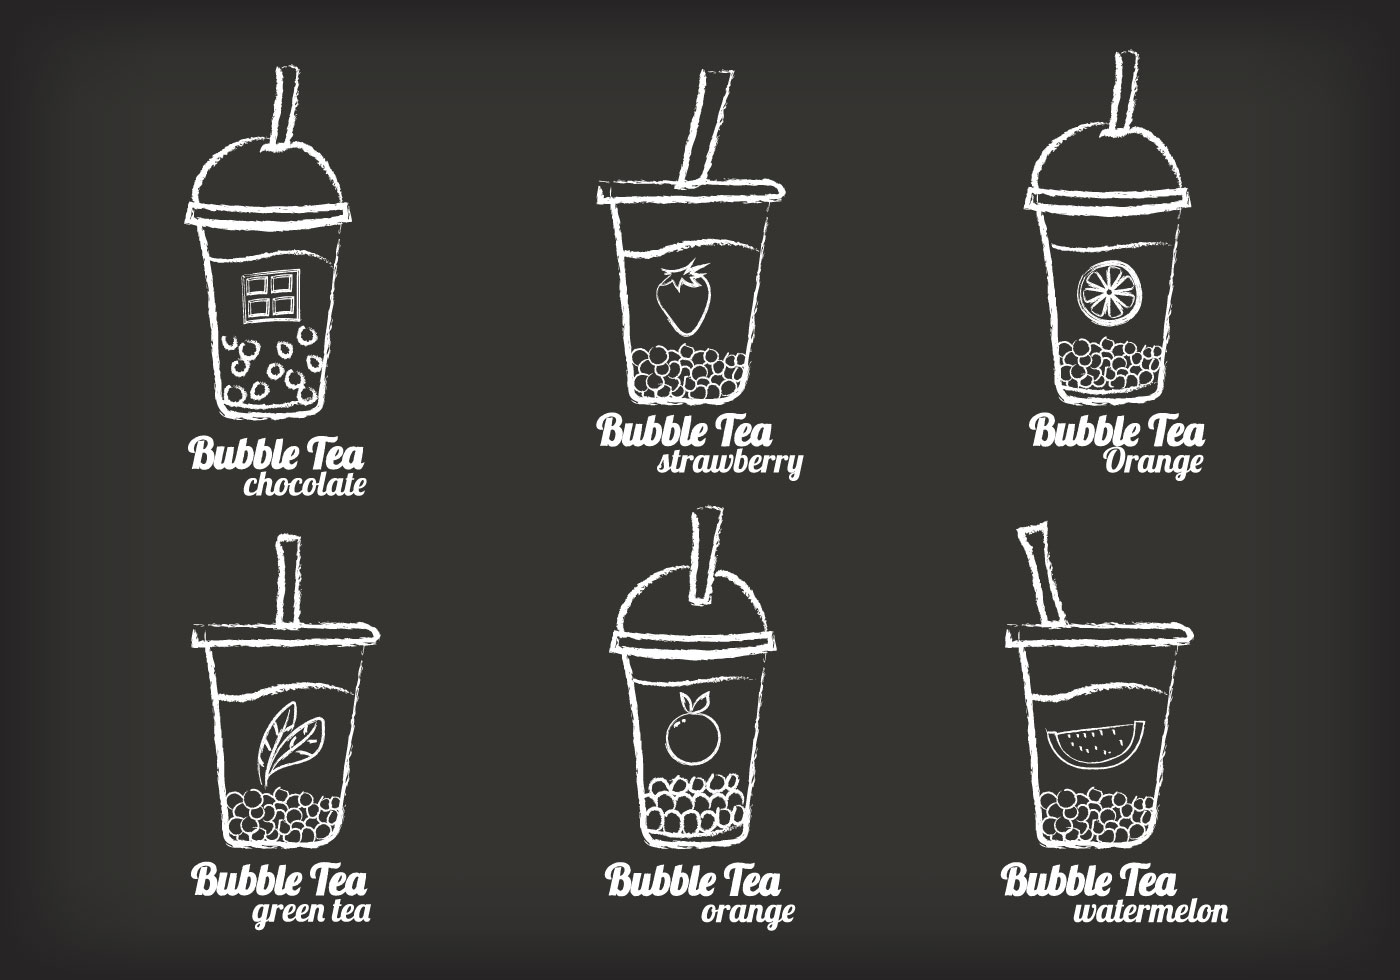 Bubble Tea
chocolate
Bubble Tea
strawberry
Bubble Tea
Orange
Bubble Tea
green tea
Bubble Tea
orange
Bubble Tea
watermelon